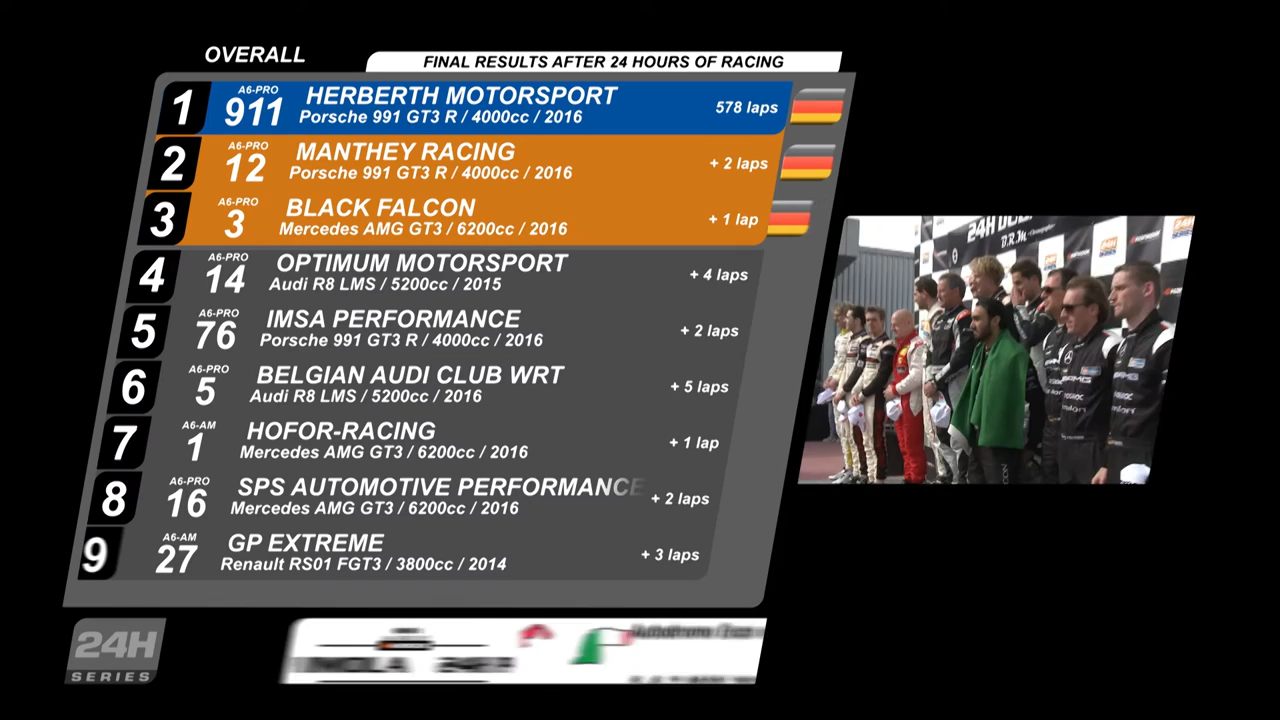 OVERALL
FINAL RESULTS AFTER 24 HOURS OF RACING
1 A6-PRO 911 HERBERTH MOTORSPORT 578 laps
Porsche 991 GT3 R / 4000cc / 2016
2 A6-PRO 12 MANTHEY RACING + 2 laps
Porsche 991 GT3 R / 4000cc / 2016
3 A6-PRO 3 BLACK FALCON + 1 lap
Mercedes AMG GT3 / 6200cc / 2016
4 A6-PRO 14 OPTIMUM MOTORSPORT + 4 laps
Audi R8 LMS / 5200cc / 2015
5 A6-PRO 76 IMSA PERFORMANCE + 2 laps
Porsche 991 GT3 R / 4000cc / 2016
6 A6-PRO 5 BELGIAN AUDI CLUB WRT + 5 laps
Audi R8 LMS / 5200cc / 2016
7 A6-AM 1 HOFOR-RACING + 1 lap
Mercedes AMG GT3 / 6200cc / 2016
8 A6-PRO 16 SPS AUTOMOTIVE PERFORMANCE + 2 laps
Mercedes AMG GT3 / 6200cc / 2016
9 A6-AM 27 GP EXTREME + 3 laps
Renault RS01 FGT3 / 3800cc / 2014
24H
SERIES
24H
D.R.M.